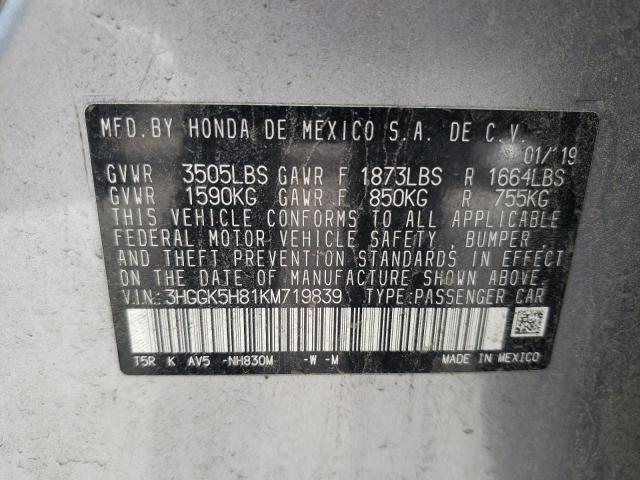 MFD. BY HONDA DE MEXICO S.A. DE C.V.
01/'19
GVWR 3505LBS GAWR F 1873LBS R 1664LBS
GVWR 1590KG GAWR F 850KG R 755KG
THIS VEHICLE CONFORMS TO ALL APPLICABLE
FEDERAL MOTOR VEHICLE SAFETY, BUMPER,
AND THEFT PREVENTION STANDARDS IN EFFECT
ON THE DATE OF MANUFACTURE SHOWN ABOVE.
V.I.N.: 3HGGK5H81KM719839 TYPE: PASSENGER CAR
T5R K AV5 -NH830M -W -M MADE IN MEXICO